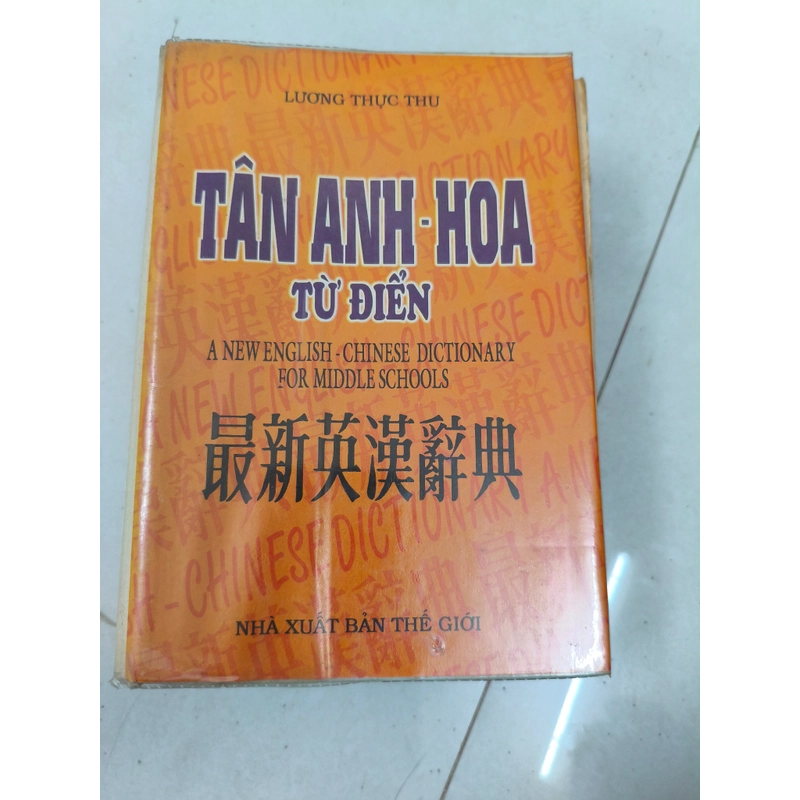 LƯƠNG THỰC THU
TÂN ANH-HOA
TỪ ĐIỂN
A NEW ENGLISH-CHINESE DICTIONARY
FOR MIDDLE SCHOOLS
最新英漢辭典
NHÀ XUẤT BẢN THẾ GIỚI